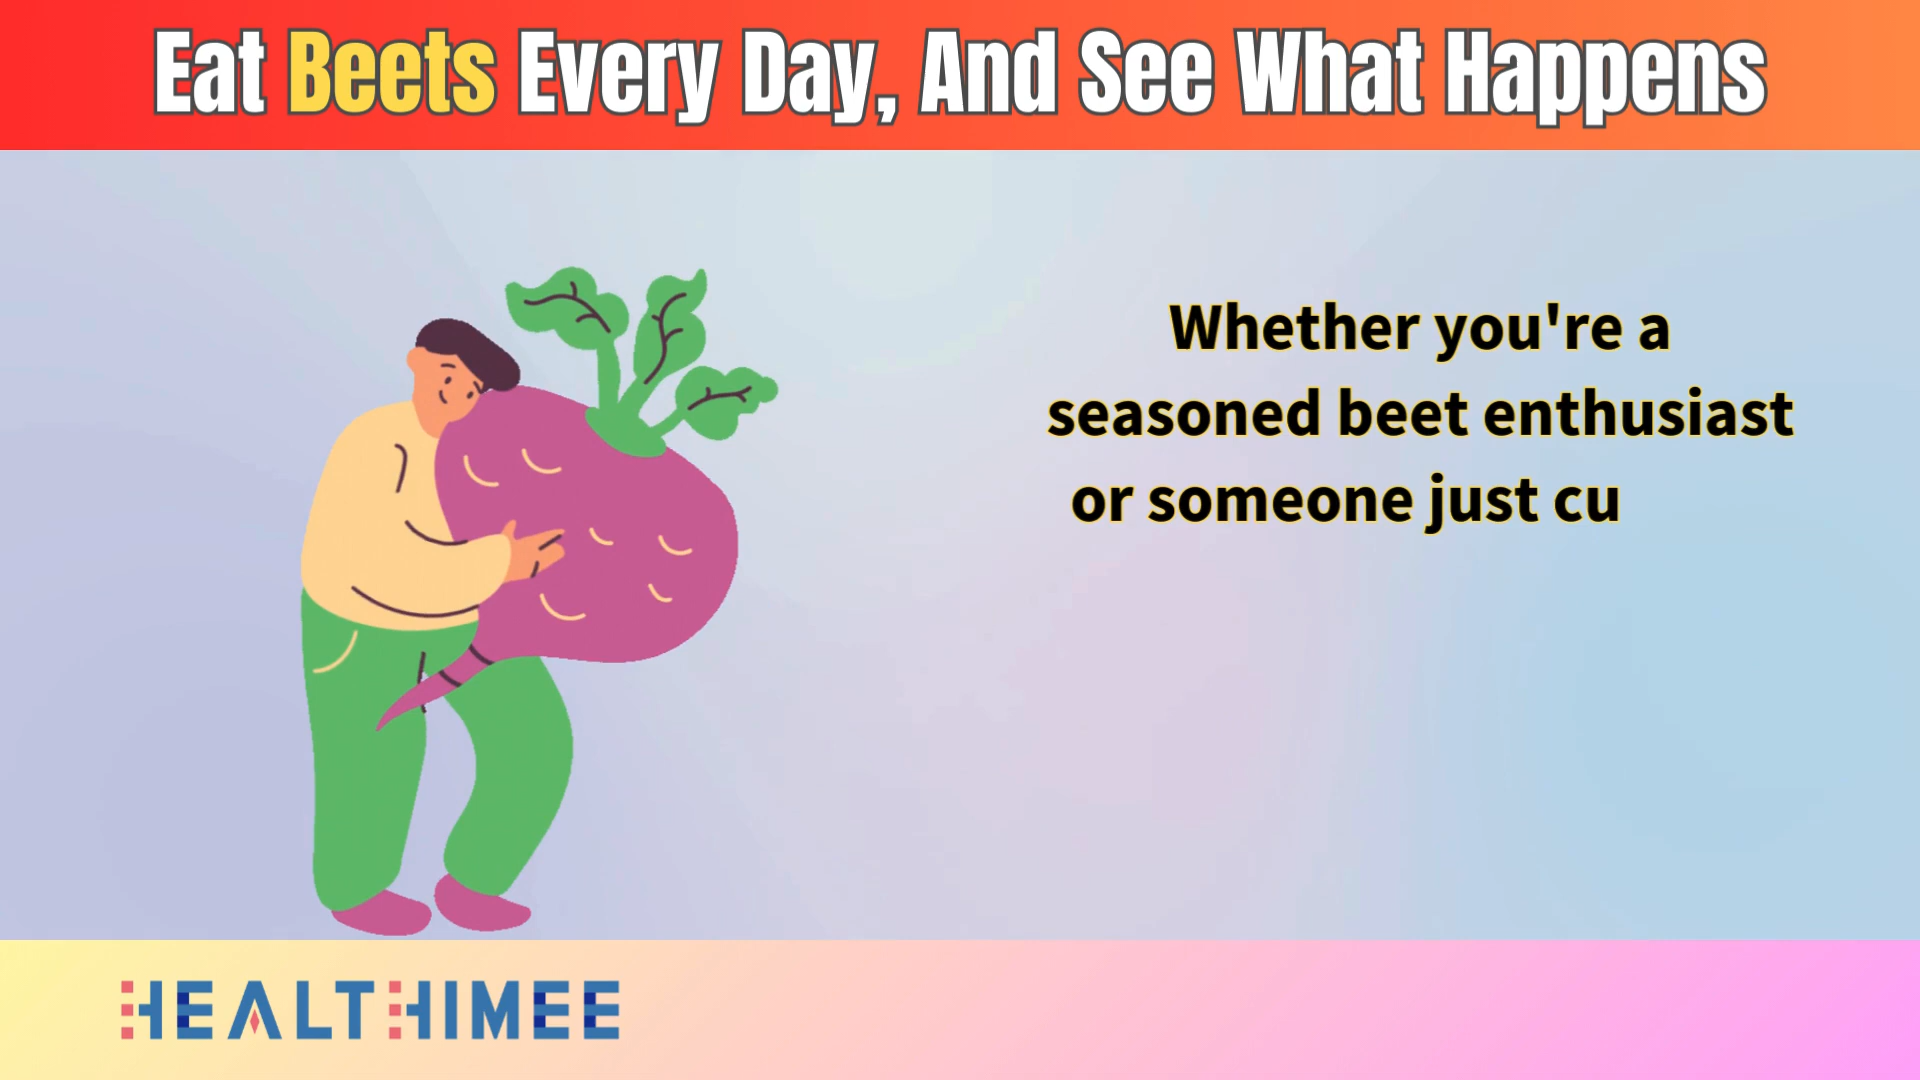 Eat Beets Every Day, And See What Happens
Whether you're a
seasoned beet enthusiast
or someone just cu
HEALTHIMEE